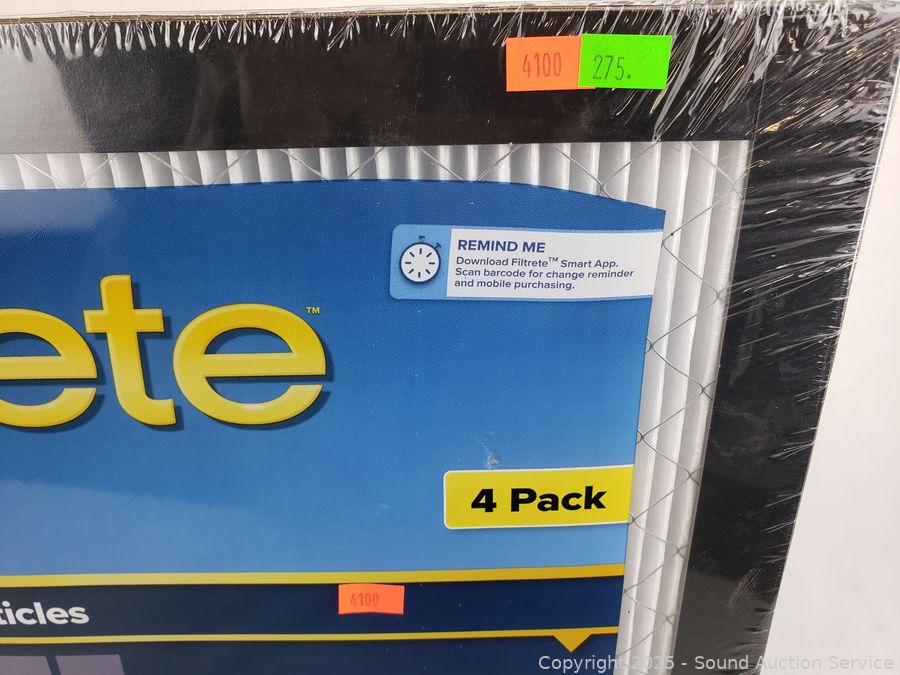 4100 275.
REMIND ME
Download Filtrete™ Smart App.
Scan barcode for change reminder
and mobile purchasing.
ete™
4 Pack
4100
ticles
Copyright 2025 - Sound Auction Service